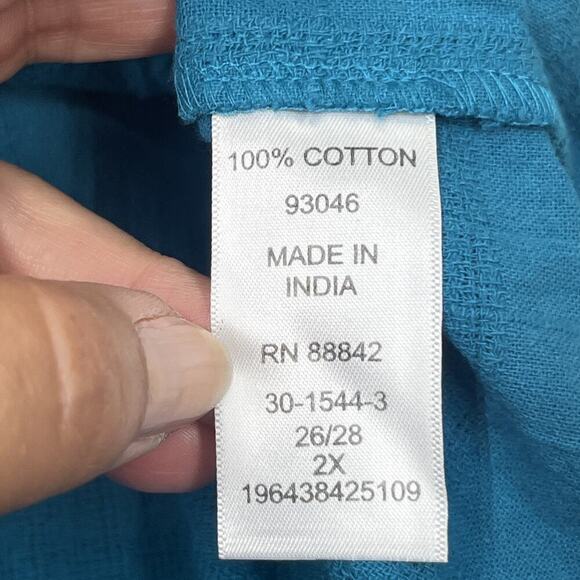 100% COTTON
93046
MADE IN
INDIA
RN 88842
30-1544-3
26/28
2X
196438425109